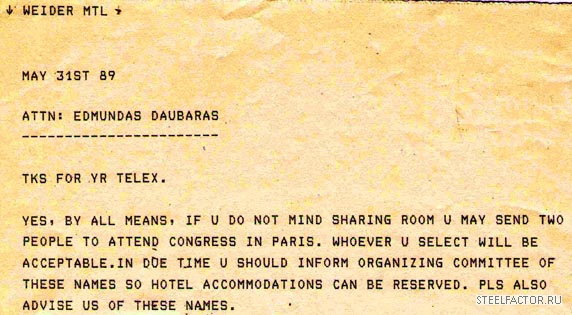 ↓ WEIDER MTL +
MAY 31ST 89
ATTN: EDMUNDAS DAUBARAS
-----------------------
TKS FOR YR TELEX.
YES, BY ALL MEANS, IF U DO NOT MIND SHARING ROOM U MAY SEND TWO
PEOPLE TO ATTEND CONGRESS IN PARIS. WHOEVER U SELECT WILL BE
ACCEPTABLE.IN DUE TIME U SHOULD INFORM ORGANIZING COMMITTEE OF
THESE NAMES SO HOTEL ACCOMMODATIONS CAN BE RESERVED. PLS ALSO
ADVISE US OF THESE NAMES.
STEELFACTOR.RU